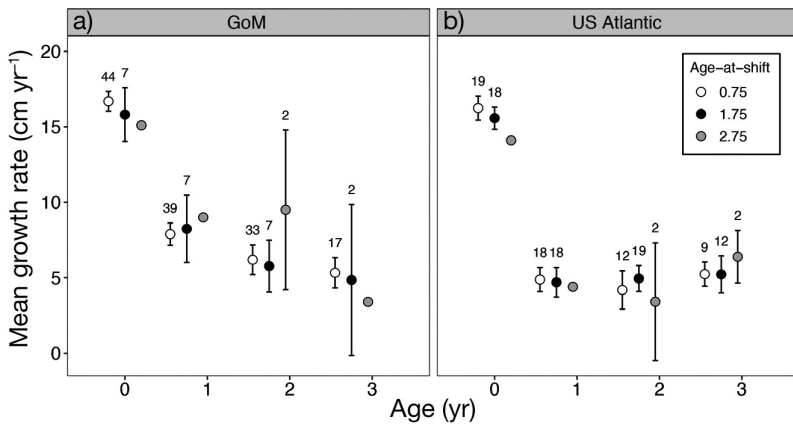 a) GoM
b) US Atlantic
Mean growth rate (cm yr⁻¹)
20
15
10
5
0
44 7
39 7
33 7 2
17 2
19 18
18 18
12 19 2
9 12 2
Age-at-shift
0.75
1.75
2.75
0 1 2 3
0 1 2 3
Age (yr)